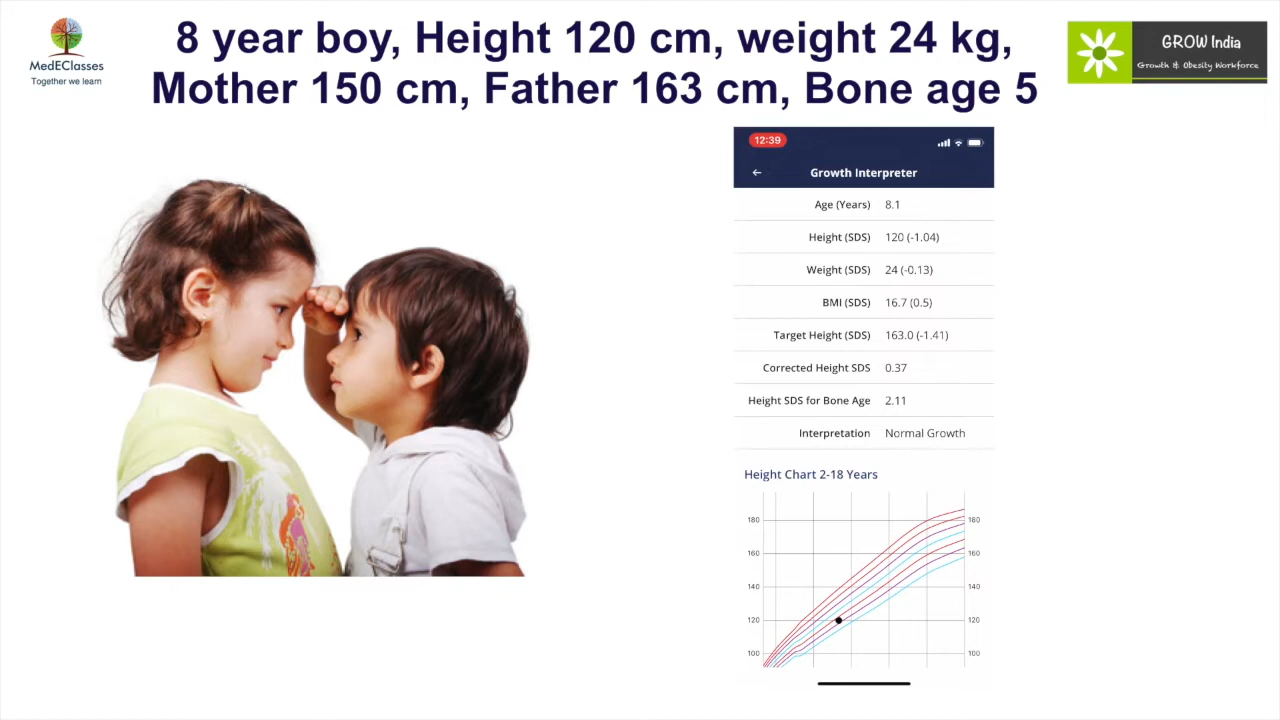 8 year boy, Height 120 cm, weight 24 kg,
Mother 150 cm, Father 163 cm, Bone age 5
MedEClasses
Together we learn
GROW India
Growth & Obesity Workforce
12:39
Growth Interpreter
Age (Years) 8.1
Height (SDS) 120 (-1.04)
Weight (SDS) 24 (-0.13)
BMI (SDS) 16.7 (0.5)
Target Height (SDS) 163.0 (-1.41)
Corrected Height SDS 0.37
Height SDS for Bone Age 2.11
Interpretation Normal Growth
Height Chart 2-18 Years
180 180
160 160
140 140
120 120
100 100